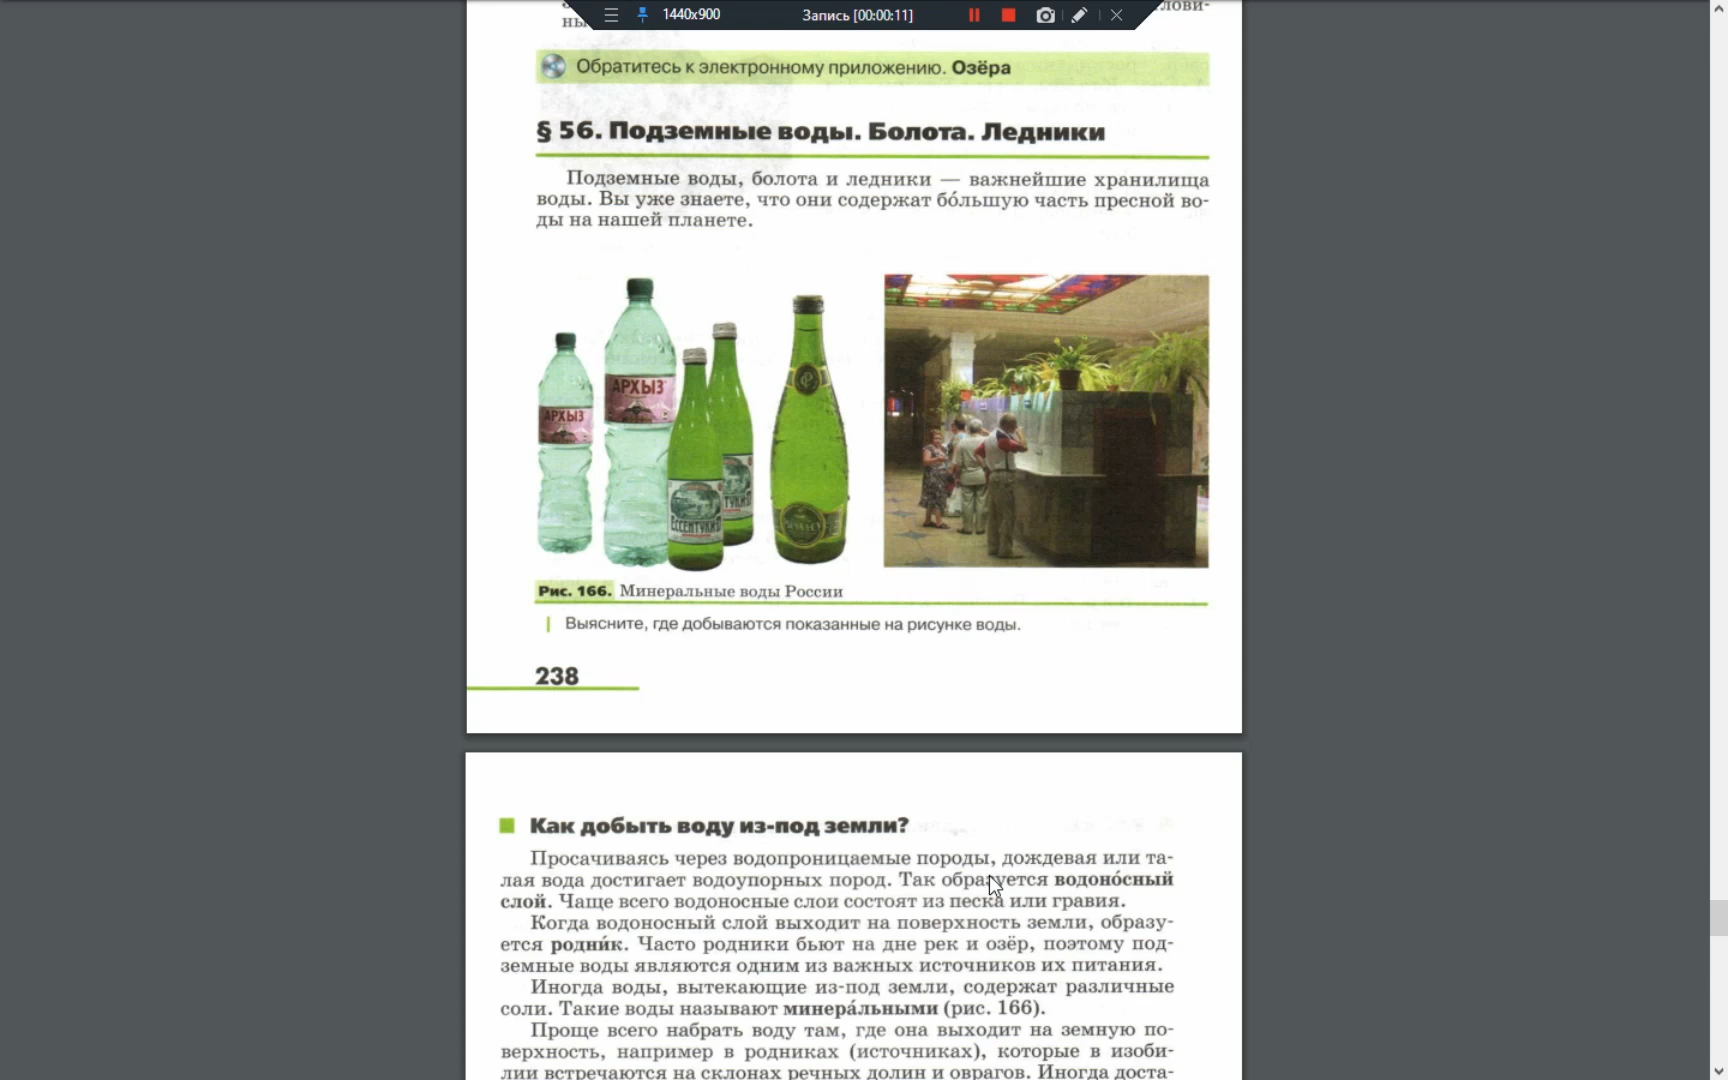 1440x900
Запись [00:00:11]
Обратитесь к электронному приложению. Озёра
§ 56. Подземные воды. Болота. Ледники
Подземные воды, болота и ледники — важнейшие хранилища
воды. Вы уже знаете, что они содержат бо́льшую часть пресной во-
ды на нашей планете.
АРХЫЗ
АРХЫЗ
ЕССЕНТУКИ
Рис. 166. Минеральные воды России
Выясните, где добываются показанные на рисунке воды.
238
Как добыть воду из-под земли?
Просачиваясь через водопроницаемые породы, дождевая или та-
лая вода достигает водоупорных пород. Так образуется водоно́сный
слой. Чаще всего водоносные слои состоят из песка или гравия.
Когда водоносный слой выходит на поверхность земли, образу-
ется родни́к. Часто родники бьют на дне рек и озёр, поэтому под-
земные воды являются одним из важных источников их питания.
Иногда воды, вытекающие из-под земли, содержат различные
соли. Такие воды называют минера́льными (рис. 166).
Проще всего набрать воду там, где она выходит на земную по-
верхность, например в родниках (источниках), которые в изоби-
лии встречаются на склонах речных долин и оврагов. Иногда доста-